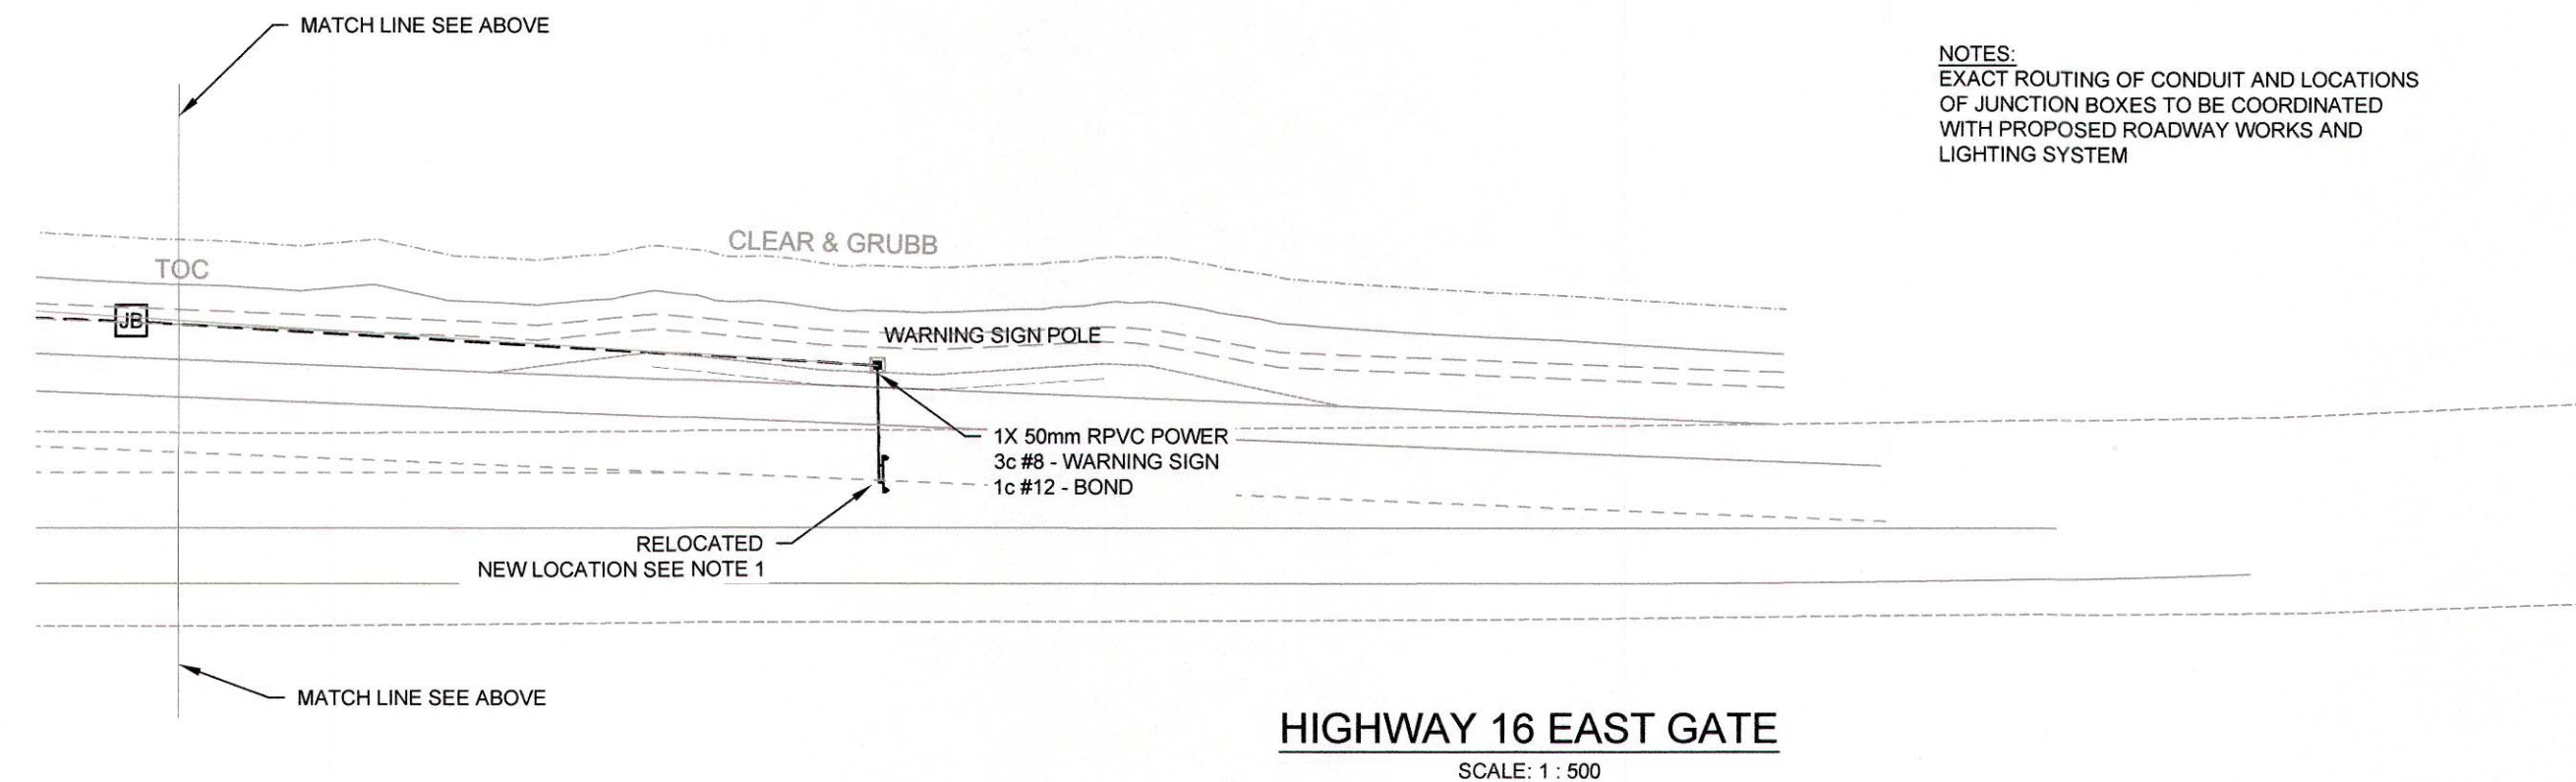 MATCH LINE SEE ABOVE
NOTES:
EXACT ROUTING OF CONDUIT AND LOCATIONS
OF JUNCTION BOXES TO BE COORDINATED
WITH PROPOSED ROADWAY WORKS AND
LIGHTING SYSTEM
CLEAR & GRUBB
TOC
JB
WARNING SIGN POLE
1X 50mm RPVC POWER
3c #8 - WARNING SIGN
1c #12 - BOND
RELOCATED
NEW LOCATION SEE NOTE 1
MATCH LINE SEE ABOVE
HIGHWAY 16 EAST GATE
SCALE: 1 : 500